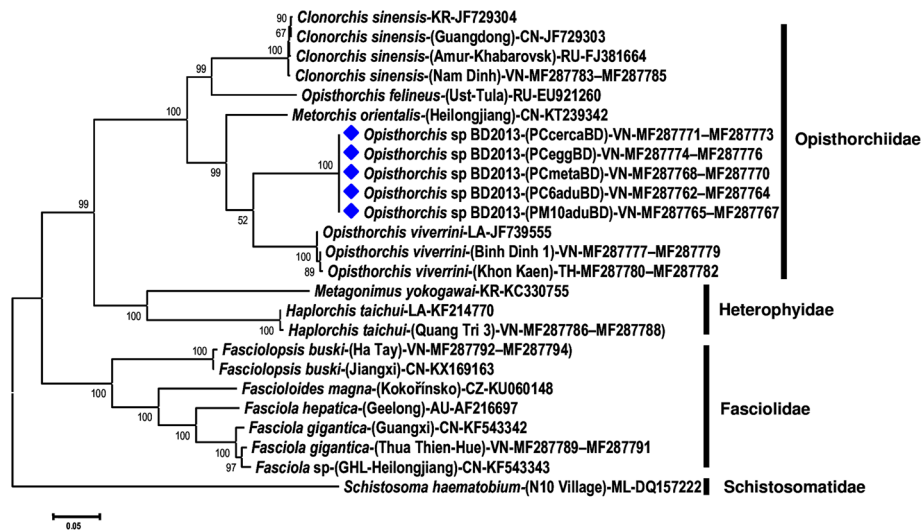 Clonorchis sinensis-KR-JF729304
Clonorchis sinensis-(Guangdong)-CN-JF729303
Clonorchis sinensis-(Amur-Khabarovsk)-RU-FJ381664
Clonorchis sinensis-(Nam Dinh)-VN-MF287783–MF287785
Opisthorchis felineus-(Ust-Tula)-RU-EU921260
Metorchis orientalis-(Heilongjiang)-CN-KT239342
Opisthorchis sp BD2013-(PCcercaBD)-VN-MF287771–MF287773
Opisthorchis sp BD2013-(PCeggBD)-VN-MF287774–MF287776
Opisthorchis sp BD2013-(PCmetaBD)-VN-MF287768–MF287770
Opisthorchis sp BD2013-(PC6aduBD)-VN-MF287762–MF287764
Opisthorchis sp BD2013-(PM10aduBD)-VN-MF287765–MF287767
Opisthorchis viverrini-LA-JF739555
Opisthorchis viverrini-(Binh Dinh 1)-VN-MF287777–MF287779
Opisthorchis viverrini-(Khon Kaen)-TH-MF287780–MF287782
Metagonimus yokogawai-KR-KC330755
Haplorchis taichui-LA-KF214770
Haplorchis taichui-(Quang Tri 3)-VN-MF287786–MF287788)
Fasciolopsis buski-(Ha Tay)-VN-MF287792–MF287794)
Fasciolopsis buski-(Jiangxi)-CN-KX169163
Fascioloides magna-(Kokořínsko)-CZ-KU060148
Fasciola hepatica-(Geelong)-AU-AF216697
Fasciola gigantica-(Guangxi)-CN-KF543342
Fasciola gigantica-(Thua Thien-Hue)-VN-MF287789–MF287791
Fasciola sp-(GHL-Heilongjiang)-CN-KF543343
Schistosoma haematobium-(N10 Village)-ML-DQ157222
Opisthorchiidae
Heterophyidae
Fasciolidae
Schistosomatidae
90
67
100
99
100
99
100
52
100
89
99
100
100
100
100
100
100
100
97
0.05